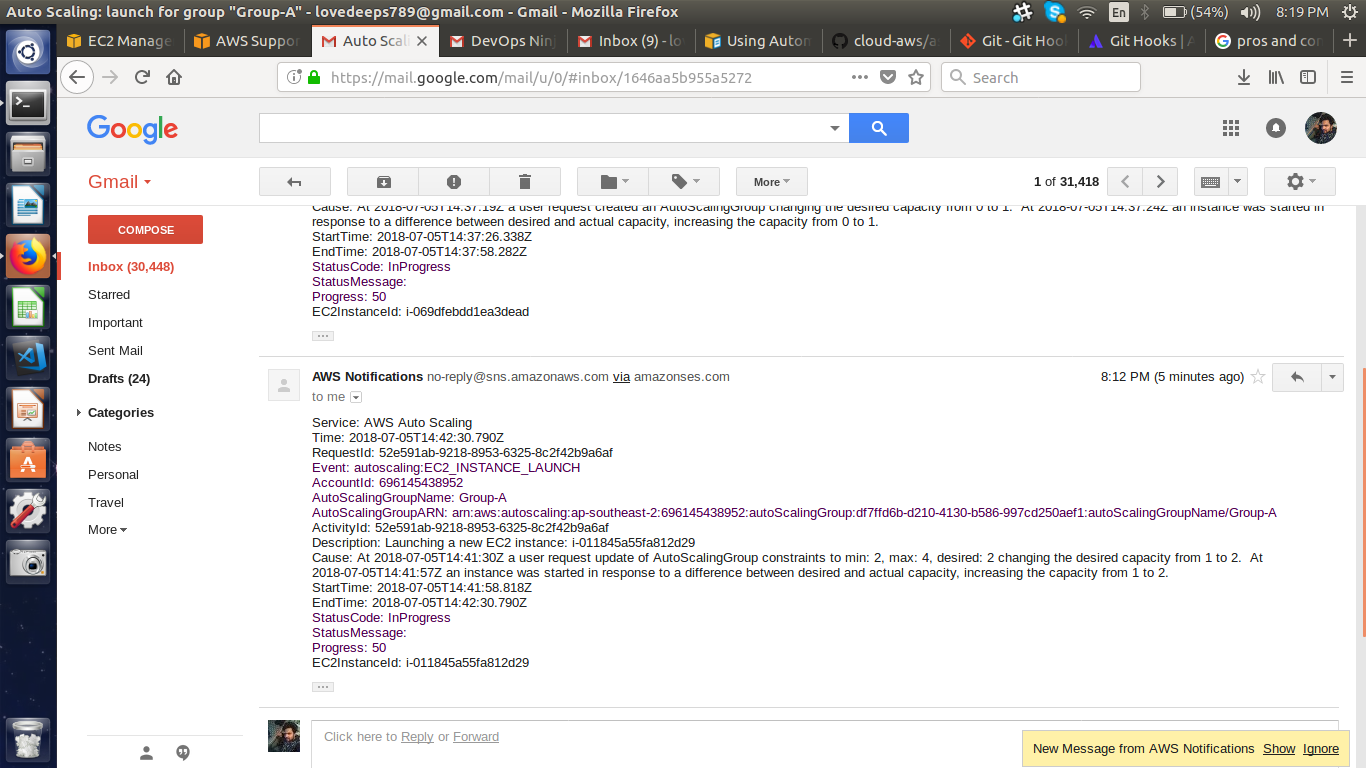 Auto Scaling: launch for group "Group-A" - lovedeeps789@gmail.com - Gmail - Mozilla Firefox
En
(54%)
8:19 PM
EC2 Manage
AWS Suppor
Auto Scali
DevOps Nin
Inbox (9) - lo
Using Autom
cloud-aws/a
Git - Git Hool
Git Hooks | A
pros and con
https://mail.google.com/mail/u/0/#inbox/1646aa5b955a5272
Search
Google
Gmail
More
1 of 31,418
COMPOSE
Inbox (30,448)
Starred
Important
Sent Mail
Drafts (24)
Categories
Notes
Personal
Travel
More
Cause: At 2018-07-05T14:37:19Z a user request created an AutoScalingGroup changing the desired capacity from 0 to 1.  At 2018-07-05T14:37:24Z an instance was started in
response to a difference between desired and actual capacity, increasing the capacity from 0 to 1.
StartTime: 2018-07-05T14:37:26.338Z
EndTime: 2018-07-05T14:37:58.282Z
StatusCode: InProgress
StatusMessage:
Progress: 50
EC2InstanceId: i-069dfebdd1ea3dead
AWS Notifications no-reply@sns.amazonaws.com via amazonses.com
8:12 PM (5 minutes ago)
to me
Service: AWS Auto Scaling
Time: 2018-07-05T14:42:30.790Z
RequestId: 52e591ab-9218-8953-6325-8c2f42b9a6af
Event: autoscaling:EC2_INSTANCE_LAUNCH
AccountId: 696145438952
AutoScalingGroupName: Group-A
AutoScalingGroupARN: arn:aws:autoscaling:ap-southeast-2:696145438952:autoScalingGroup:df7ffd6b-d210-4130-b586-997cd250aef1:autoScalingGroupName/Group-A
ActivityId: 52e591ab-9218-8953-6325-8c2f42b9a6af
Description: Launching a new EC2 instance: i-011845a55fa812d29
Cause: At 2018-07-05T14:41:30Z a user request update of AutoScalingGroup constraints to min: 2, max: 4, desired: 2 changing the desired capacity from 1 to 2.  At
2018-07-05T14:41:57Z an instance was started in response to a difference between desired and actual capacity, increasing the capacity from 1 to 2.
StartTime: 2018-07-05T14:41:58.818Z
EndTime: 2018-07-05T14:42:30.790Z
StatusCode: InProgress
StatusMessage:
Progress: 50
EC2InstanceId: i-011845a55fa812d29
Click here to Reply or Forward
New Message from AWS Notifications Show Ignore